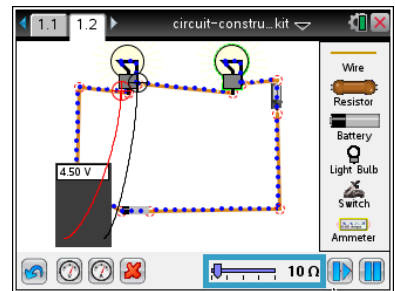 1.1 1.2 circuit-constru...kit
Wire
Resistor
Battery
Light Bulb
Switch
Ammeter
4.50 V
10 Ω